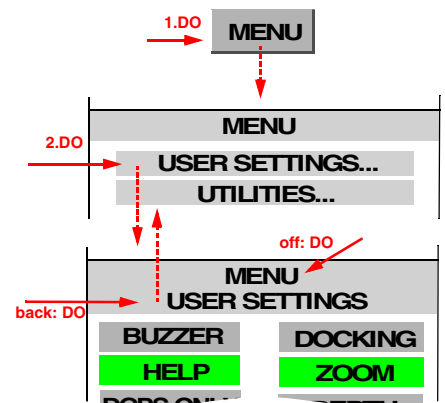 1.DO
MENU
MENU
2.DO
USER SETTINGS...
UTILITIES...
off: DO
MENU
USER SETTINGS
back: DO
BUZZER DOCKING
HELP ZOOM